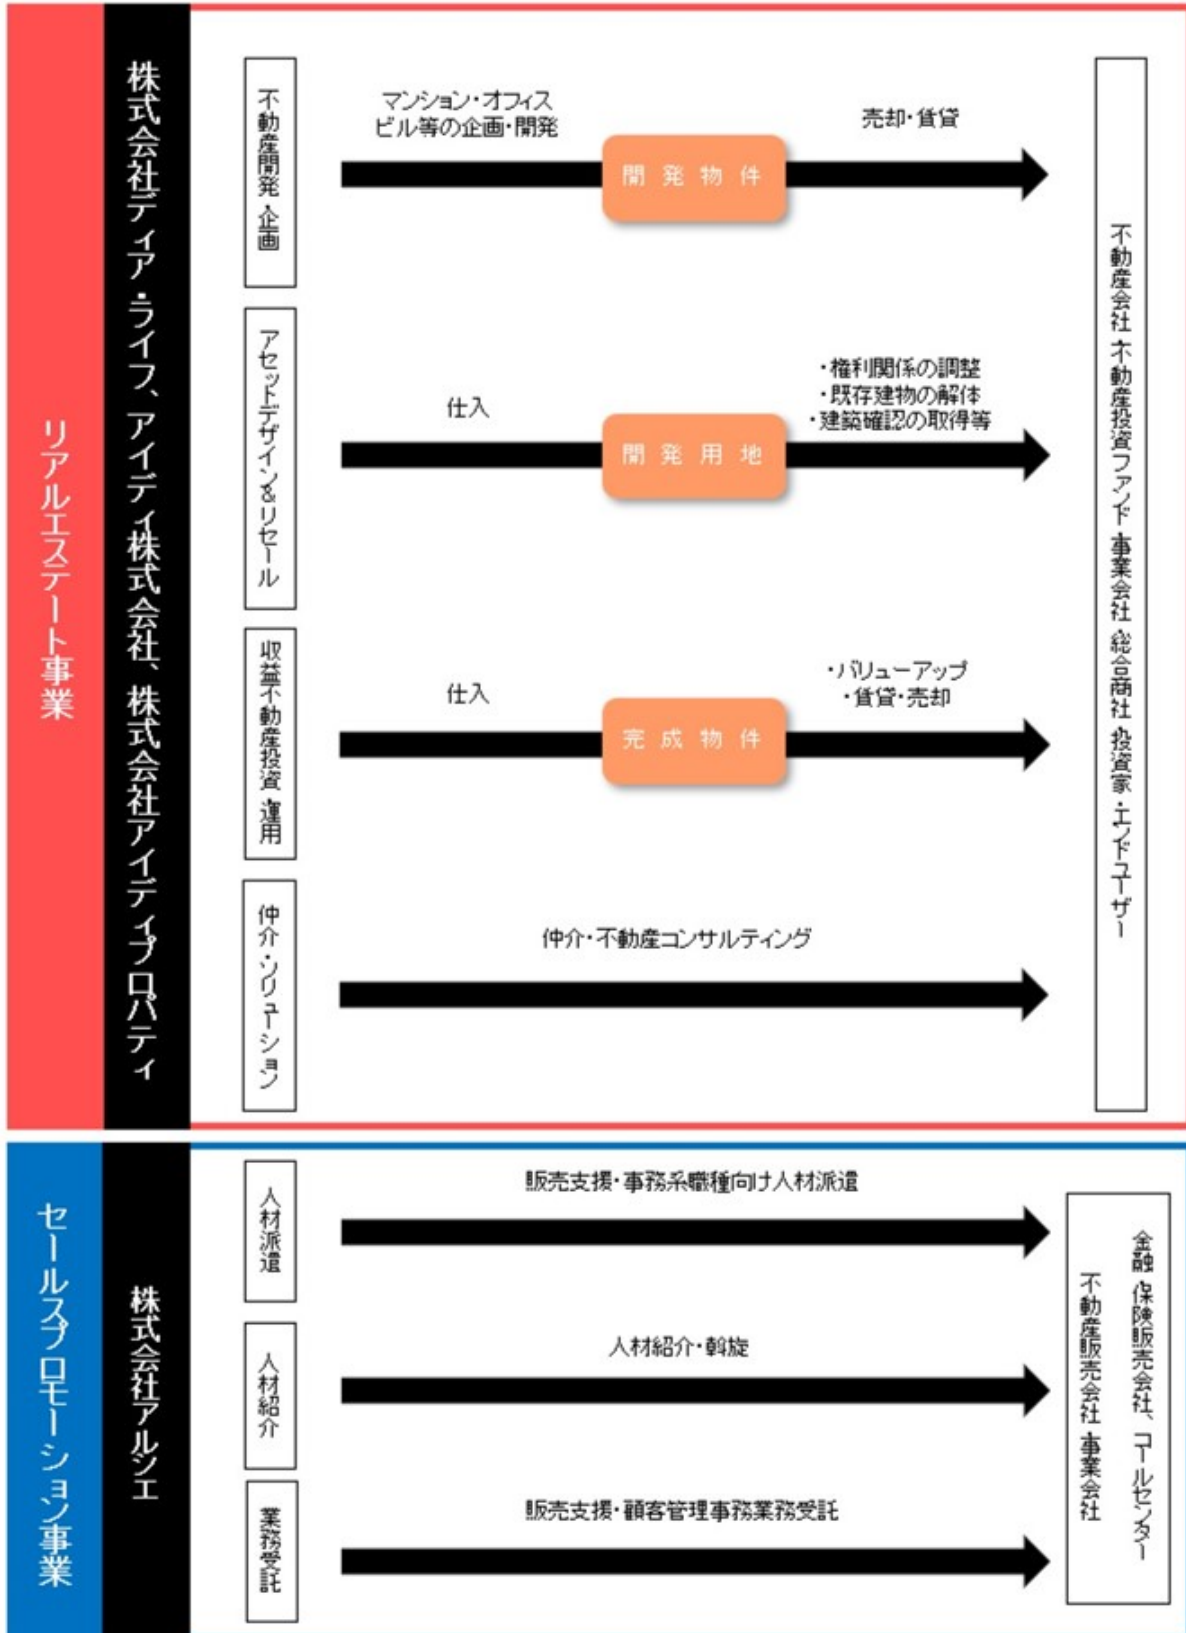 リアルエステート事業
株式会社ディア・ライフ、アイディ株式会社、株式会社アイディプロパティ
不動産開発・企画
マンション・オフィス
ビル等の企画・開発
開発物件
売却・賃貸
アセットデザイン&リセール
仕入
開発用地
・権利関係の調整
・既存建物の解体
・建築確認の取得等
収益不動産投資・運用
仕入
完成物件
・バリューアップ
・賃貸・売却
仲介・ソリューション
仲介・不動産コンサルティング
不動産会社・不動産投資ファンド・事業会社・総合商社・投資家・エンドユーザー
セールスプロモーション事業
株式会社アルシエ
人材派遣
販売支援・事務系職種向け人材派遣
人材紹介
人材紹介・斡旋
業務受託
販売支援・顧客管理事務業務受託
金融・保険販売会社、コールセンター
不動産販売会社・事業会社